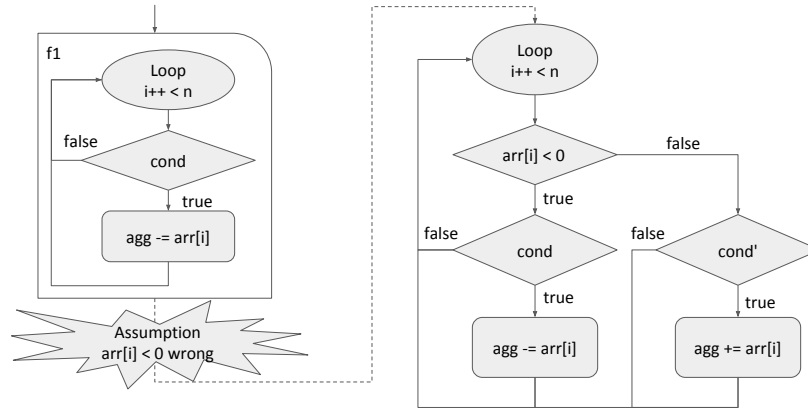 f1
Loop
i++ < n
false
cond
true
agg -= arr[i]
Assumption
arr[i] < 0 wrong
Loop
i++ < n
arr[i] < 0
false
true
false
cond
false
cond'
true
true
agg -= arr[i]
agg += arr[i]